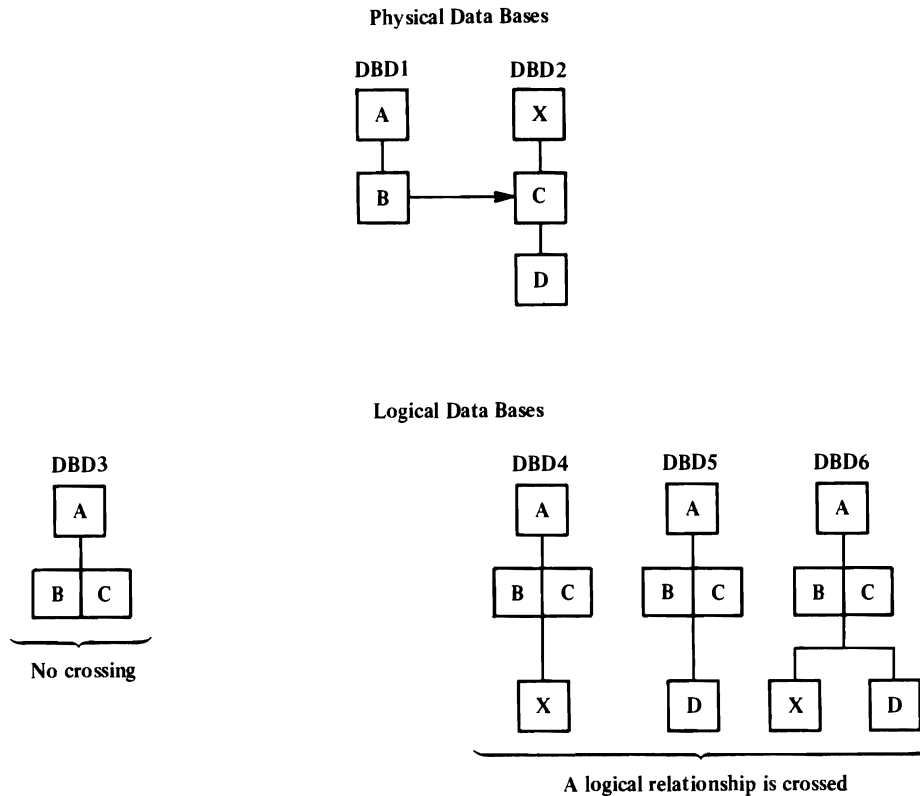 Physical Data Bases
DBD1 DBD2
A X
B C
D
Logical Data Bases
DBD3 DBD4 DBD5 DBD6
A A A A
B C B C B C B C
No crossing
X D X D
A logical relationship is crossed